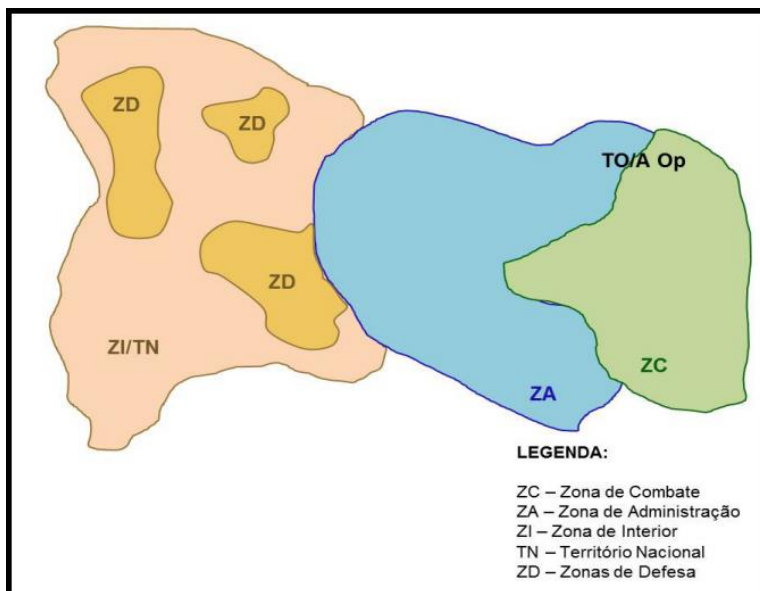 ZD
ZD
TO/A Op
ZD
ZI/TN
ZC
ZA
LEGENDA:
ZC – Zona de Combate
ZA – Zona de Administração
ZI – Zona de Interior
TN – Território Nacional
ZD – Zonas de Defesa